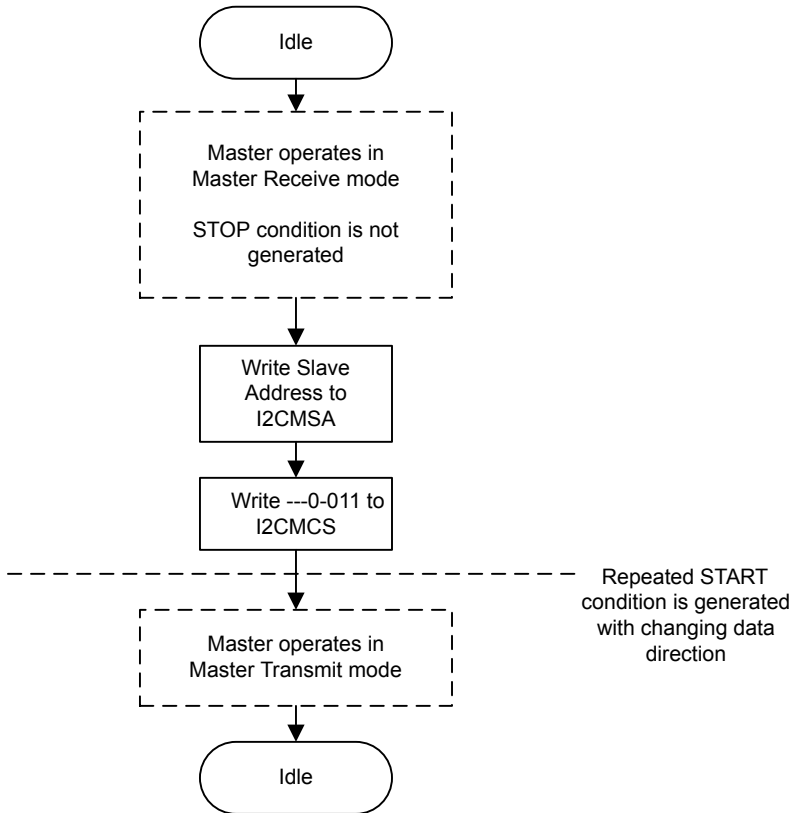 Idle
Master operates in
Master Receive mode
STOP condition is not
generated
Write Slave
Address to
I2CMSA
Write ---0-011 to
I2CMCS
Repeated START
condition is generated
with changing data
direction
Master operates in
Master Transmit mode
Idle